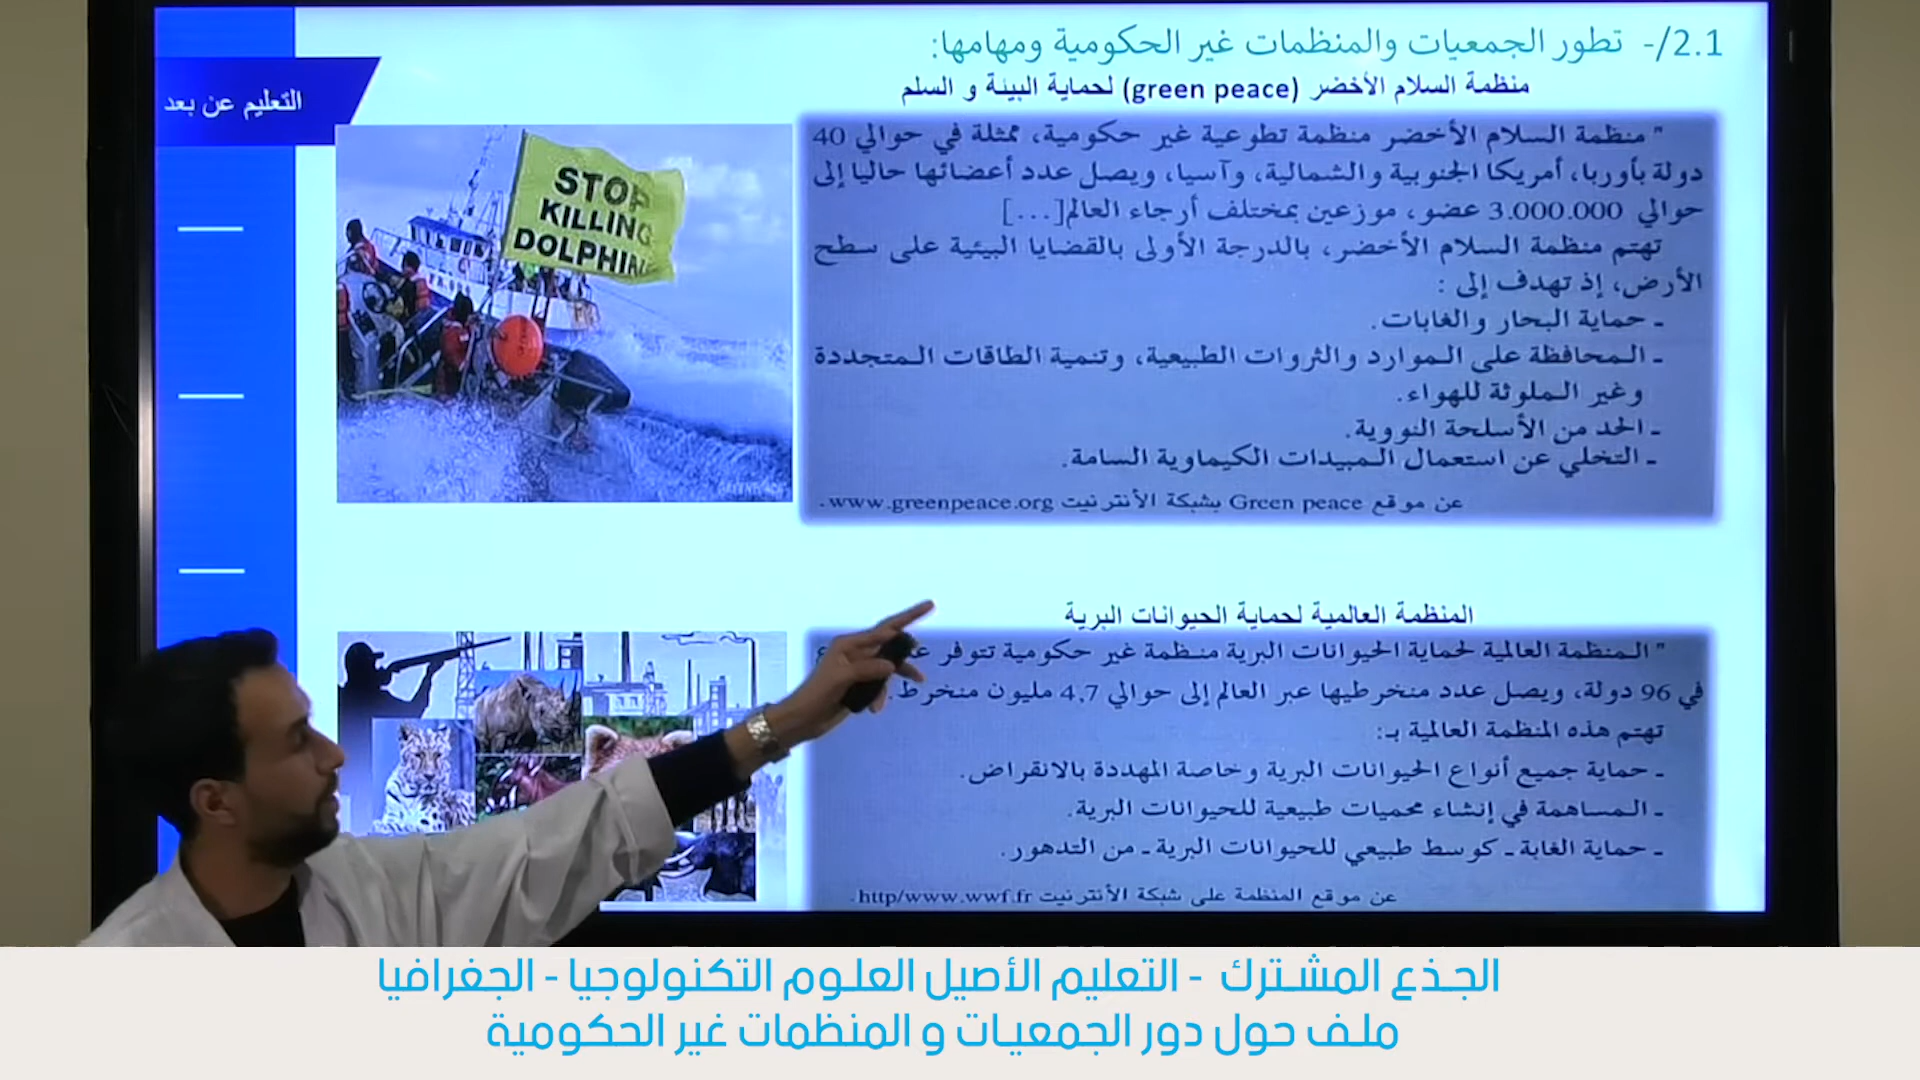 2.1/- تطور الجمعيات والمنظمات غير الحكومية ومهامها:
منظمة السلام الأخضر (green peace) لحماية البيئة و السلم
التعليم عن بعد
STOP
KILLING
DOLPHIN
" منظمة السلام الأخضر منظمة تطوعية غير حكومية، ممثلة في حوالي 40
دولة بأوربا، أمريكا الجنوبية والشمالية، وآسيا، ويصل عدد أعضائها حاليا إلى
حوالي 3.000.000 عضو، موزعين بمختلف أرجاء العالم[...]
تهتم منظمة السلام الأخضر، بالدرجة الأولى بالقضايا البيئية على سطح
الأرض، إذ تهدف إلى :
ـ حماية البحار والغابات.
ـ المحافظة على الموارد والثروات الطبيعية، وتنمية الطاقات المتجددة
وغير الملوثة للهواء.
ـ الحد من الأسلحة النووية.
ـ التخلي عن استعمال المبيدات الكيماوية السامة.
عن موقع Green peace بشبكة الأنترنيت www.greenpeace.org.
المنظمة العالمية لحماية الحيوانات البرية
" المنظمة العالمية لحماية الحيوانات البرية منظمة غير حكومية تتوفر
في 96 دولة، ويصل عدد منخرطيها عبر العالم إلى حوالي 4,7 مليون منخرط.
تهتم هذه المنظمة العالمية بـ:
ـ حماية جميع أنواع الحيوانات البرية وخاصة المهددة بالانقراض.
ـ المساهمة في إنشاء محميات طبيعية للحيوانات البرية.
ـ حماية الغابة ـ كوسط طبيعي للحيوانات البرية ـ من التدهور.
عن موقع المنظمة على شبكة الأنترنيت http/www.wwf.fr.
الجذع المشترك - التعليم الأصيل العلوم التكنولوجيا - الجغرافيا
ملف حول دور الجمعيات و المنظمات غير الحكومية